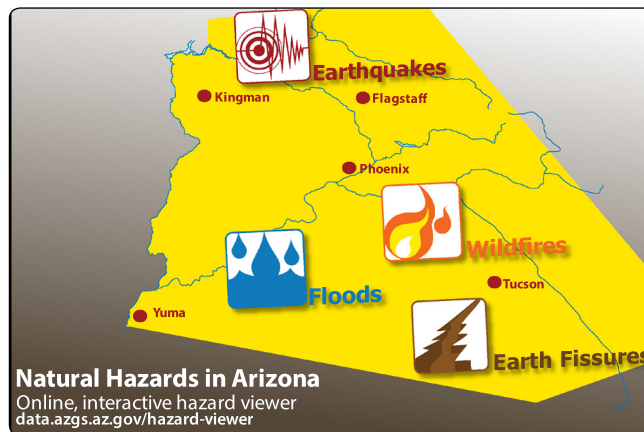 Earthquakes
Kingman
Flagstaff
Phoenix
Wildfires
Floods
Tucson
Yuma
Earth Fissures
Natural Hazards in Arizona
Online, interactive hazard viewer
data.azgs.az.gov/hazard-viewer